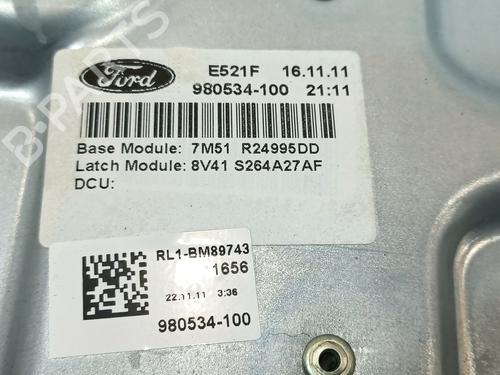 Ford
E521F 16.11.11
980534-100 21:11
Base Module: 7M51 R24995DD
Latch Module: 8V41 S264A27AF
DCU:
RL1-BM89743
1656
22.11.11 3:36
980534-100
B-PARTS